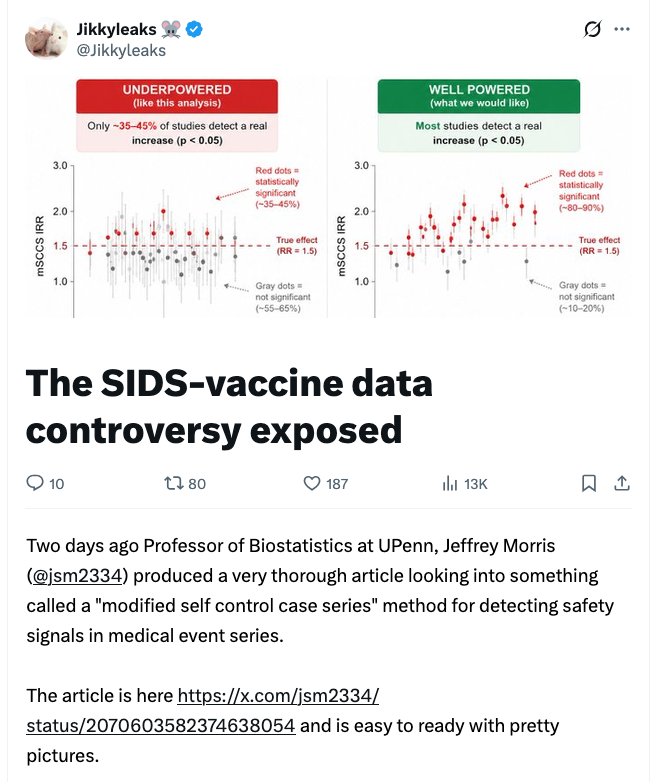 Jikkyleaks
@Jikkyleaks
UNDERPOWERED
(like this analysis)
Only ~35–45% of studies detect a real
increase (p < 0.05)
3.0
2.0
1.5
1.0
mSCCS IRR
Red dots =
statistically
significant
(~35–45%)
True effect
(RR = 1.5)
Gray dots =
not significant
(~55–65%)
WELL POWERED
(what we would like)
Most studies detect a real
increase (p < 0.05)
3.0
2.0
1.5
1.0
mSCCS IRR
Red dots =
statistically
significant
(~80–90%)
True effect
(RR = 1.5)
Gray dots =
not significant
(~10–20%)
The SIDS-vaccine data
controversy exposed
10
80
187
13K
Two days ago Professor of Biostatistics at UPenn, Jeffrey Morris
(@jsm2334) produced a very thorough article looking into something
called a "modified self control case series" method for detecting safety
signals in medical event series.
The article is here https://x.com/jsm2334/
status/2070603582374638054 and is easy to ready with pretty
pictures.